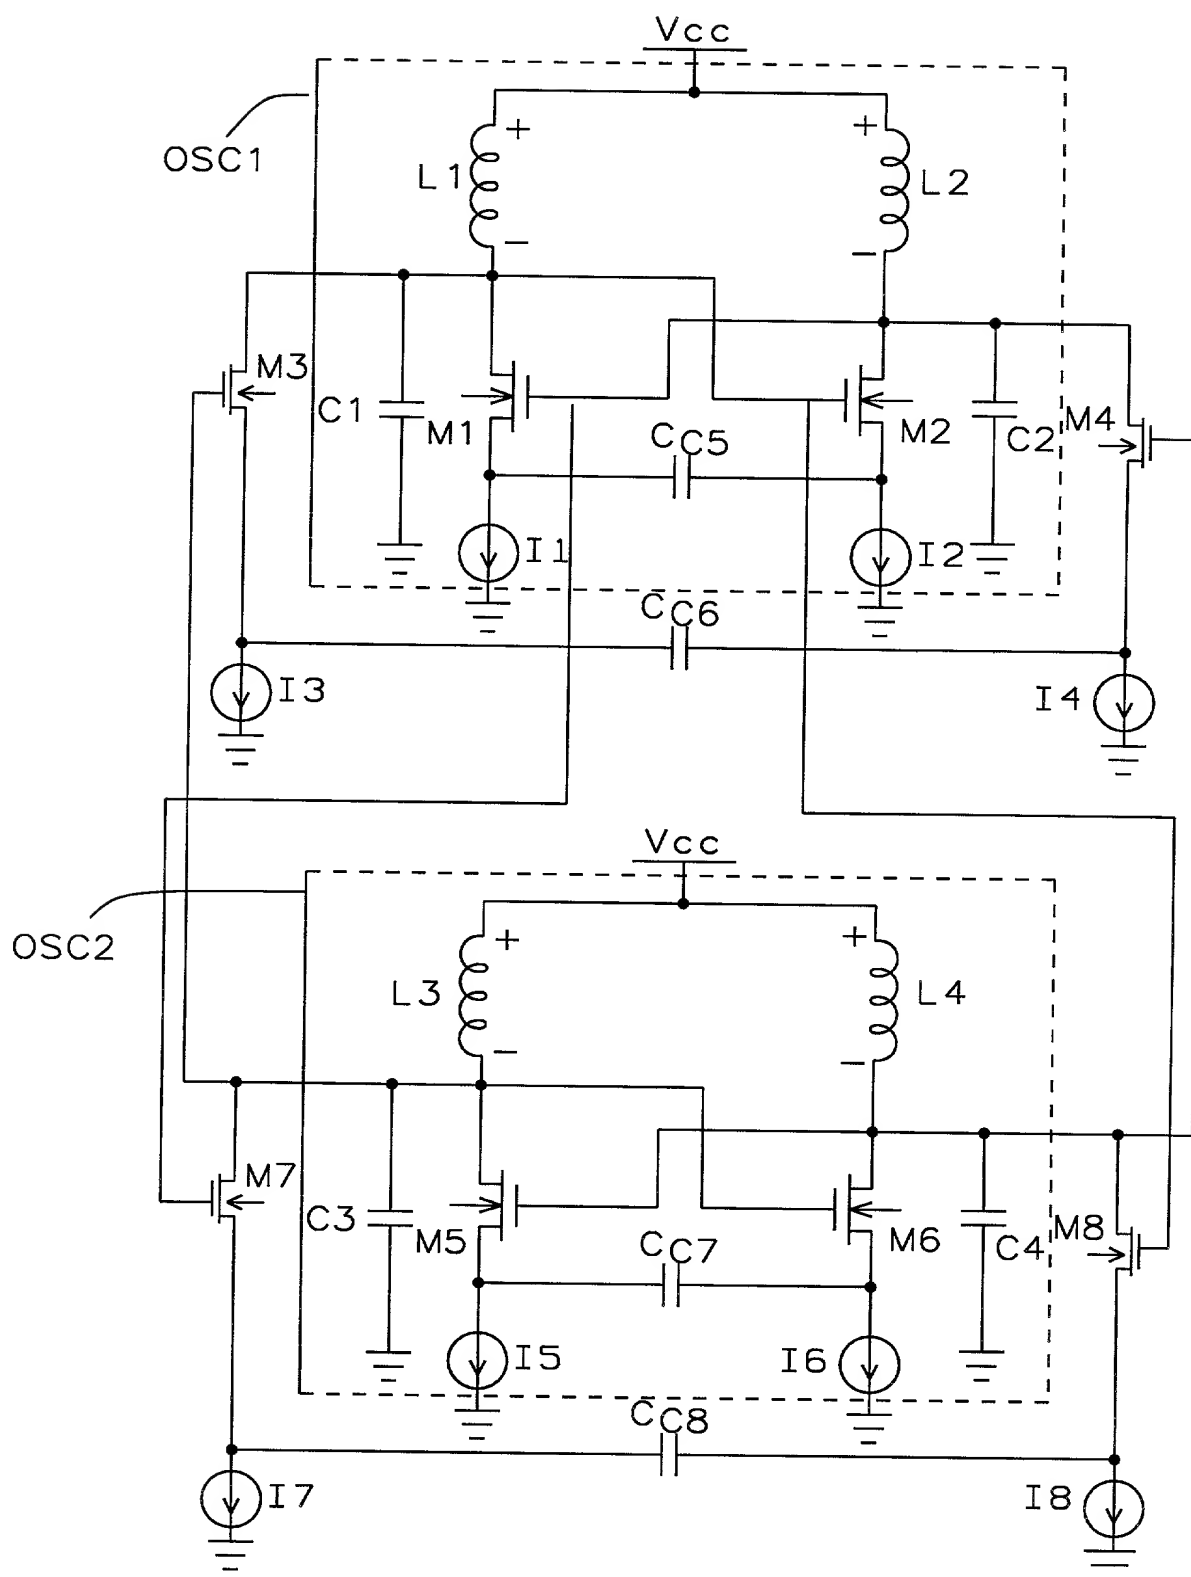 Vcc
OSC1
+
+
L1
L2
−
−
M3
C1
M1
CC5
M2
C2
M4
I1
I2
CC6
I3
I4
Vcc
OSC2
+
+
L3
L4
−
−
M7
C3
M5
CC7
M6
C4
M8
I5
I6
CC8
I7
I8